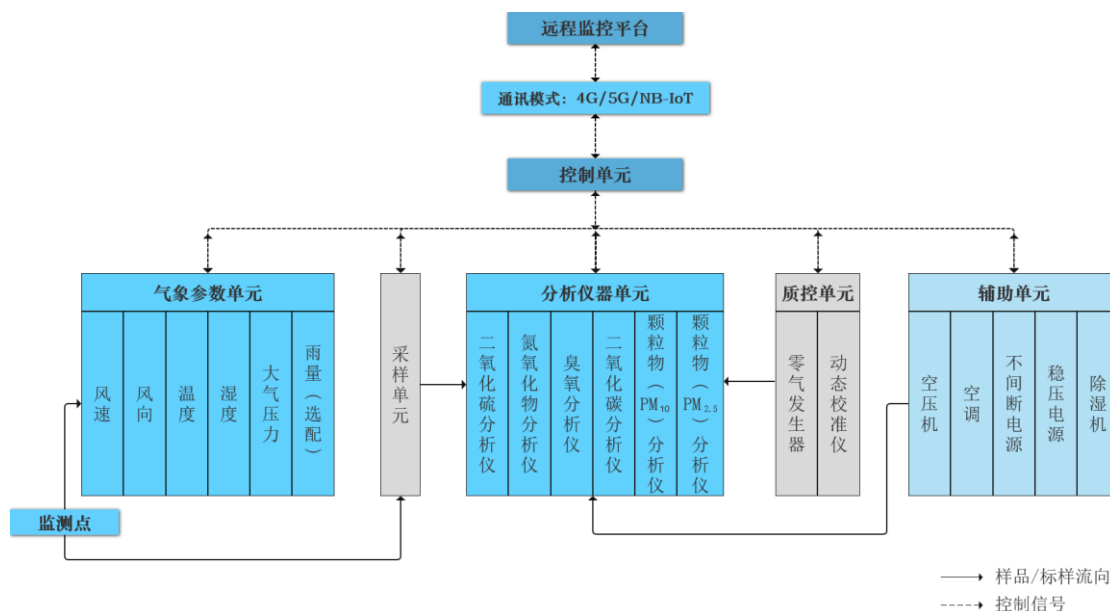 远程监控平台
通讯模式：4G/5G/NB-IoT
控制单元
气象参数单元
风速
风向
温度
湿度
大气压力
雨量（选配）
采样单元
分析仪器单元
二氧化硫分析仪
氮氧化物分析仪
臭氧分析仪
二氧化碳分析仪
颗粒物（PM₁₀）分析仪
颗粒物（PM₂.₅）分析仪
质控单元
零气发生器
动态校准仪
辅助单元
空压机
空调
不间断电源
稳压电源
除湿机
监测点
样品/标样流向
控制信号